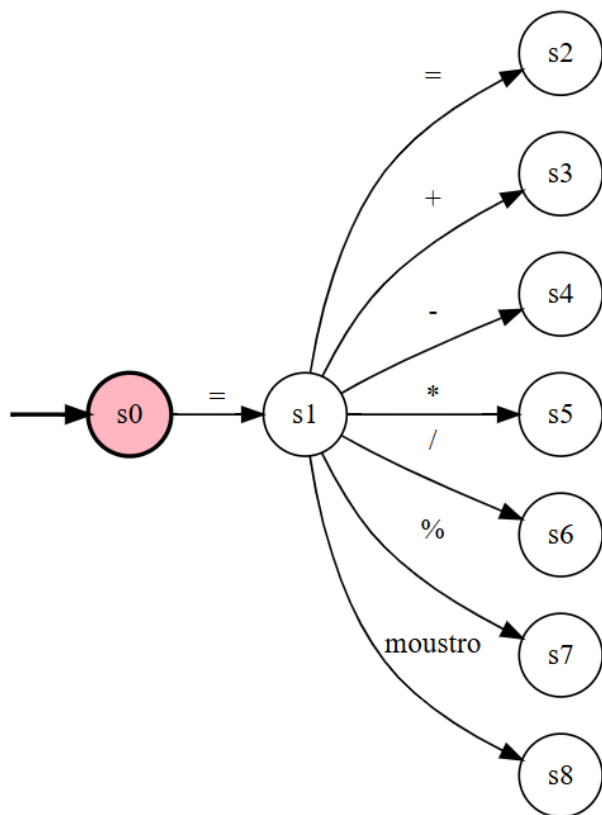 s2
=
s3
+
s4
-
s0
=
s1
*
s5
/
s6
%
s7
moustro
s8